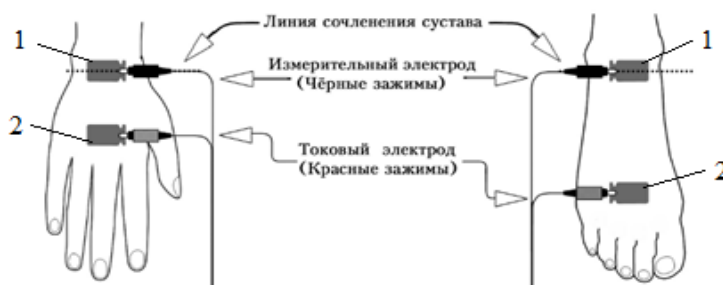 1
Линия сочленения сустава
1
Измерительный электрод
(Чёрные зажимы)
2
Токовый электрод
(Красные зажимы)
2